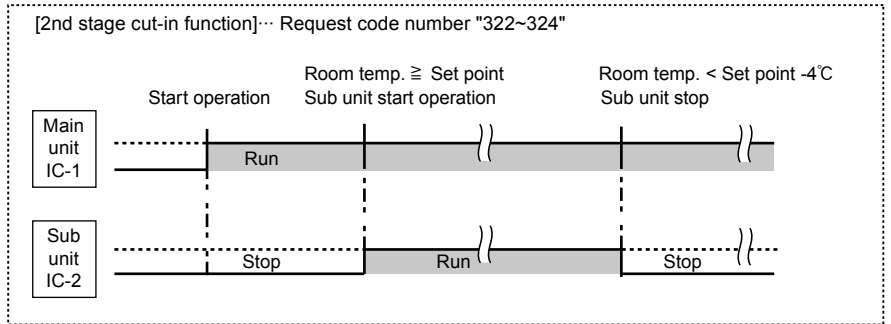 [2nd stage cut-in function]··· Request code number "322~324"
Room temp. ≧ Set point
Room temp. < Set point -4℃
Start operation
Sub unit start operation
Sub unit stop
Main
unit
IC-1
Run
Sub
unit
IC-2
Stop
Run
Stop